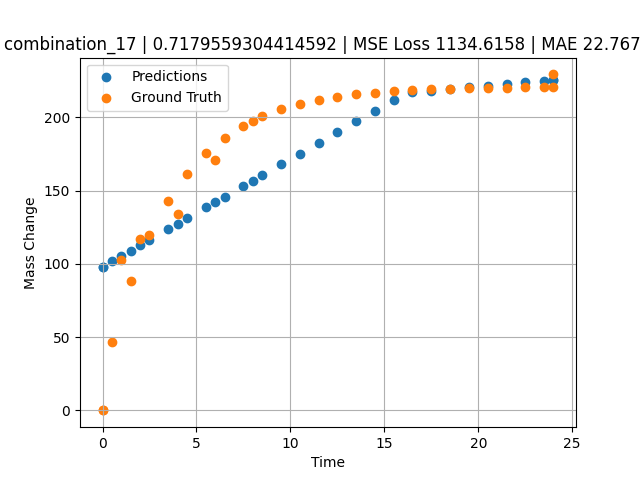 combination_17 | 0.7179559304414592 | MSE Loss 1134.6158 | MAE 22.767
Predictions
Ground Truth
Mass Change
200
150
100
50
0
0 5 10 15 20 25
Time